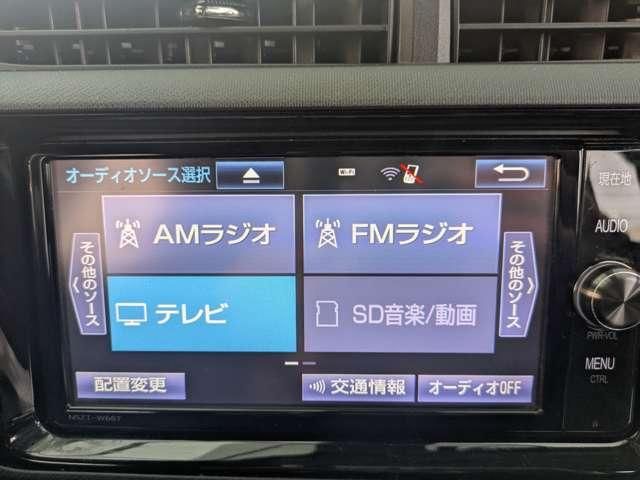 オーディオソース選択
Wi-Fi
現在地
AMラジオ
FMラジオ
AUDIO
その他のソース
その他のソース
テレビ
SD音楽/動画
PWR·VOL
MENU
CTRL
配置変更
交通情報
オーディオOFF
NSZT-W66T